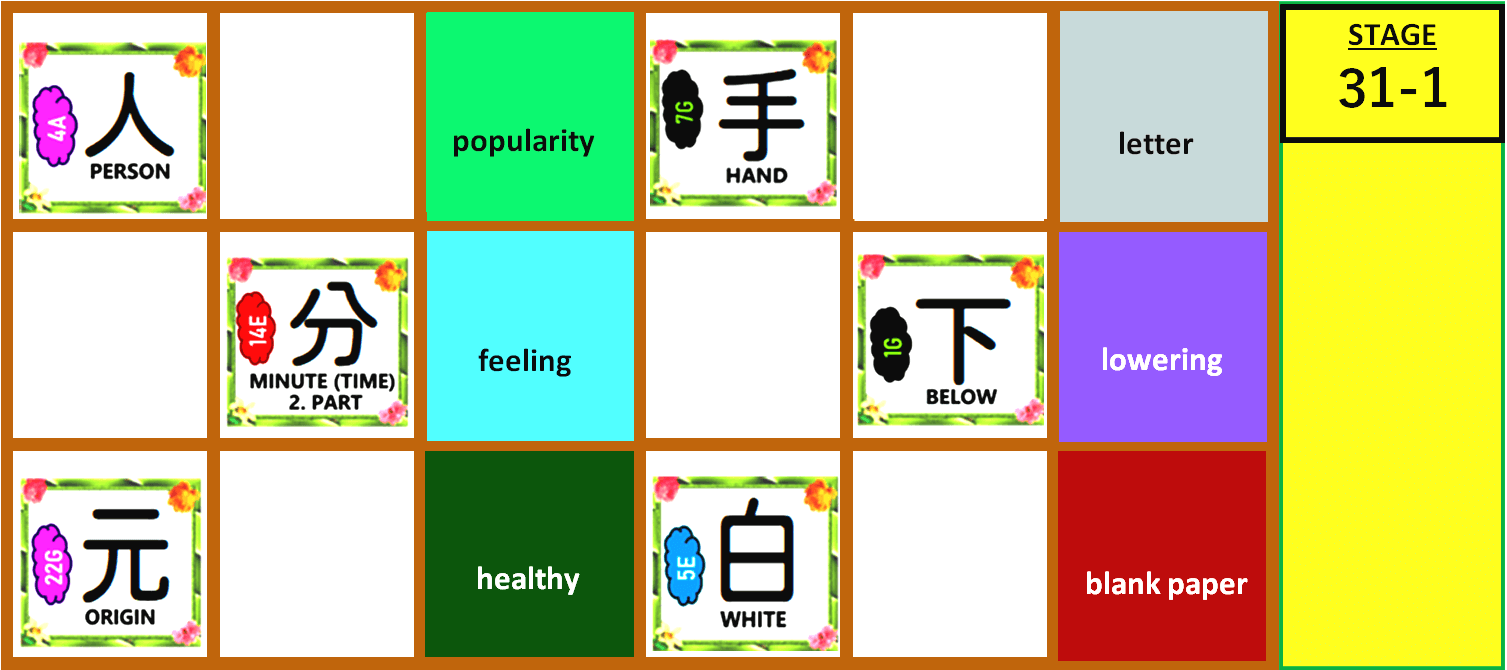 4A
人
PERSON
popularity
7G
手
HAND
letter
STAGE
31-1
14E
分
MINUTE (TIME)
2. PART
feeling
1G
下
BELOW
lowering
22G
元
ORIGIN
healthy
5E
白
WHITE
blank paper